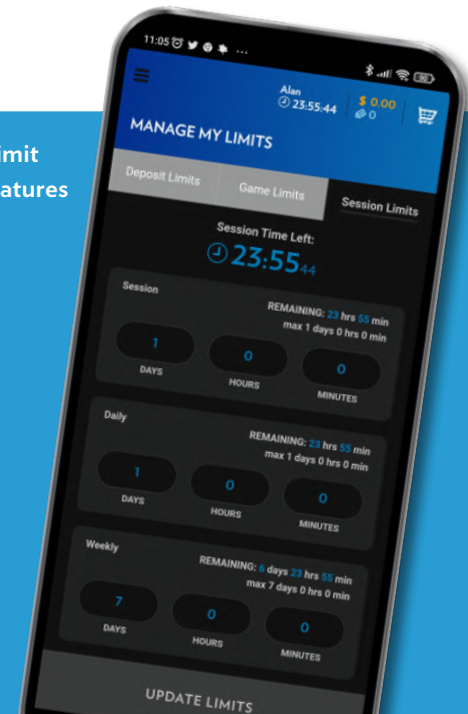 imit
atures
11:05
90
Alan
23:55:44
$ 0.00
0
MANAGE MY LIMITS
Deposit Limits
Game Limits
Session Limits
Session Time Left:
23:55 44
Session
REMAINING: 23 hrs 55 min
max 1 days 0 hrs 0 min
1
0
0
DAYS
HOURS
MINUTES
Daily
REMAINING: 23 hrs 55 min
max 1 days 0 hrs 0 min
1
0
0
DAYS
HOURS
MINUTES
Weekly
REMAINING: 6 days 23 hrs 55 min
max 7 days 0 hrs 0 min
7
0
0
DAYS
HOURS
MINUTES
UPDATE LIMITS